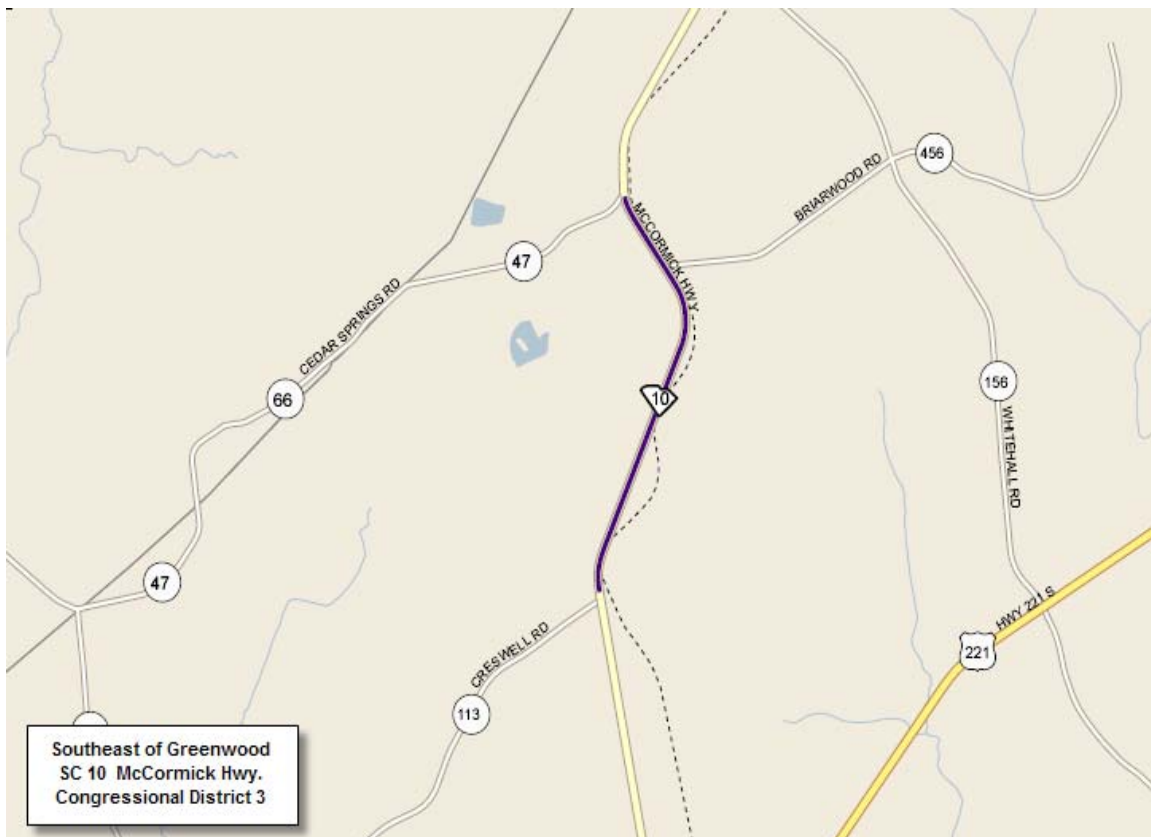 456
BRIARWOOD RD
MCCORMICK HWY
47
CEDAR SPRINGS RD
66
10
156
WHITEHALL RD
47
HWY 221 S
221
CRESWELL RD
113
Southeast of Greenwood
SC 10 McCormick Hwy.
Congressional District 3